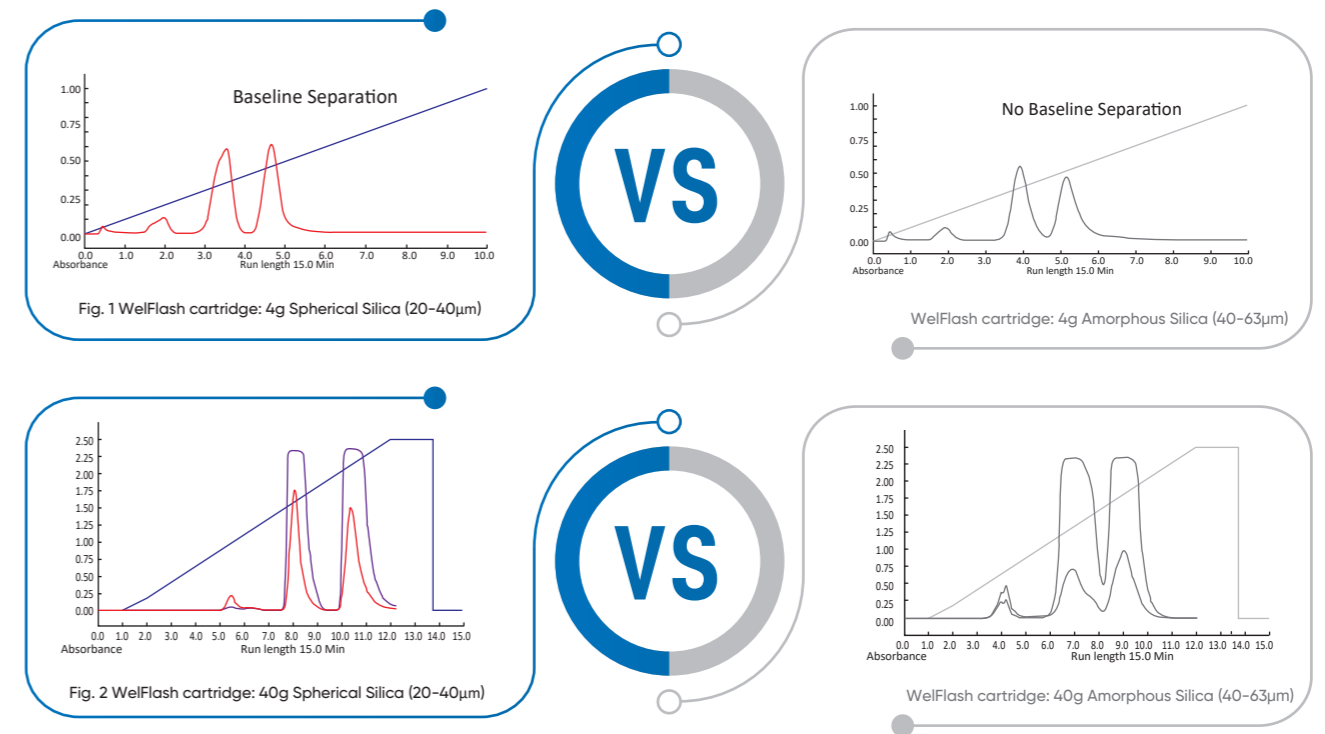 Baseline Separation
1.00
0.75
0.50
0.25
0.00
0.0 1.0 2.0 3.0 4.0 5.0 6.0 7.0 8.0 9.0 10.0
Absorbance Run length 15.0 Min
Fig. 1 WelFlash cartridge: 4g Spherical Silica (20-40μm)
VS
No Baseline Separation
1.00
0.75
0.50
0.25
0.00
0.0 1.0 2.0 3.0 4.0 5.0 6.0 7.0 8.0 9.0 10.0
Absorbance Run length 15.0 Min
WelFlash cartridge: 4g Amorphous Silica (40-63μm)
2.50
2.25
2.00
1.75
1.50
1.25
1.00
0.75
0.50
0.25
0.00
0.0 1.0 2.0 3.0 4.0 5.0 6.0 7.0 8.0 9.0 10.0 11.0 12.0 13.0 14.0 15.0
Absorbance Run length 15.0 Min
Fig. 2 WelFlash cartridge: 40g Spherical Silica (20-40μm)
VS
2.50
2.25
2.00
1.75
1.50
1.25
1.00
0.75
0.50
0.25
0.00
0.0 1.0 2.0 3.0 4.0 5.0 6.0 7.0 8.0 9.0 10.0 11.0 12.0 13.0 14.0 15.0
Absorbance Run length 15.0 Min
WelFlash cartridge: 40g Amorphous Silica (40-63μm)